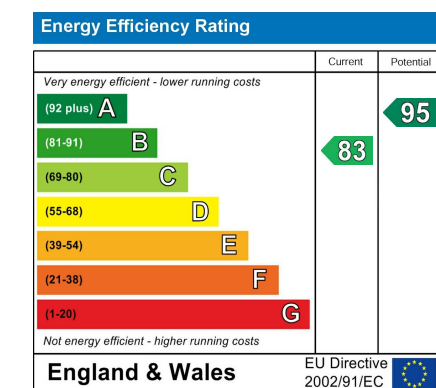 Energy Efficiency Rating
Current Potential
Very energy efficient - lower running costs
(92 plus) A
95
(81-91) B
83
(69-80) C
(55-68) D
(39-54) E
(21-38) F
(1-20) G
Not energy efficient - higher running costs
England & Wales
EU Directive
2002/91/EC